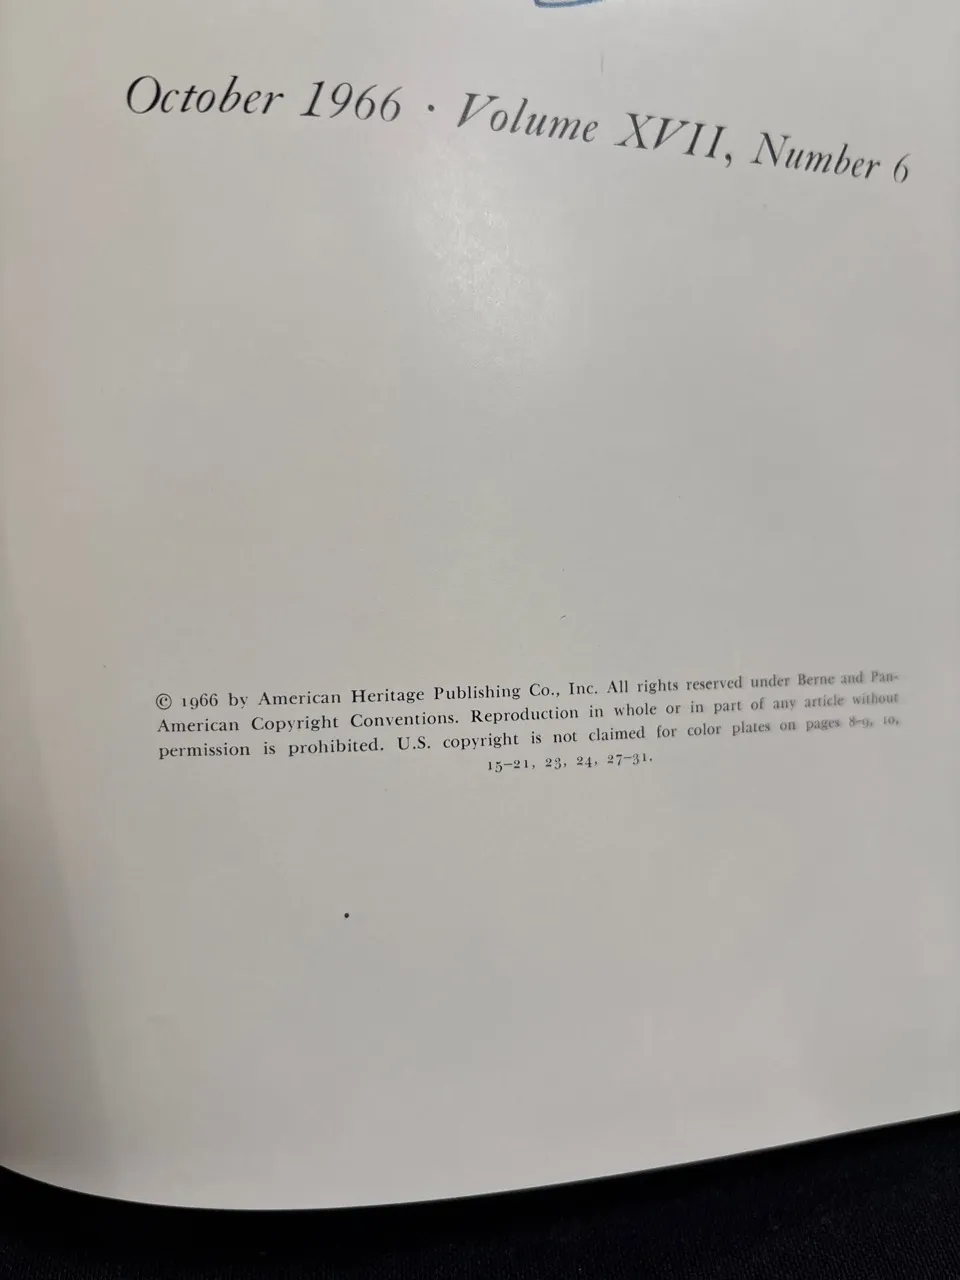 October 1966 · Volume XVII, Number 6
© 1966 by American Heritage Publishing Co., Inc. All rights reserved under Berne and Pan-
American Copyright Conventions. Reproduction in whole or in part of any article without
permission is prohibited. U.S. copyright is not claimed for color plates on pages 8–9, 10,
15–21, 23, 24, 27–31.